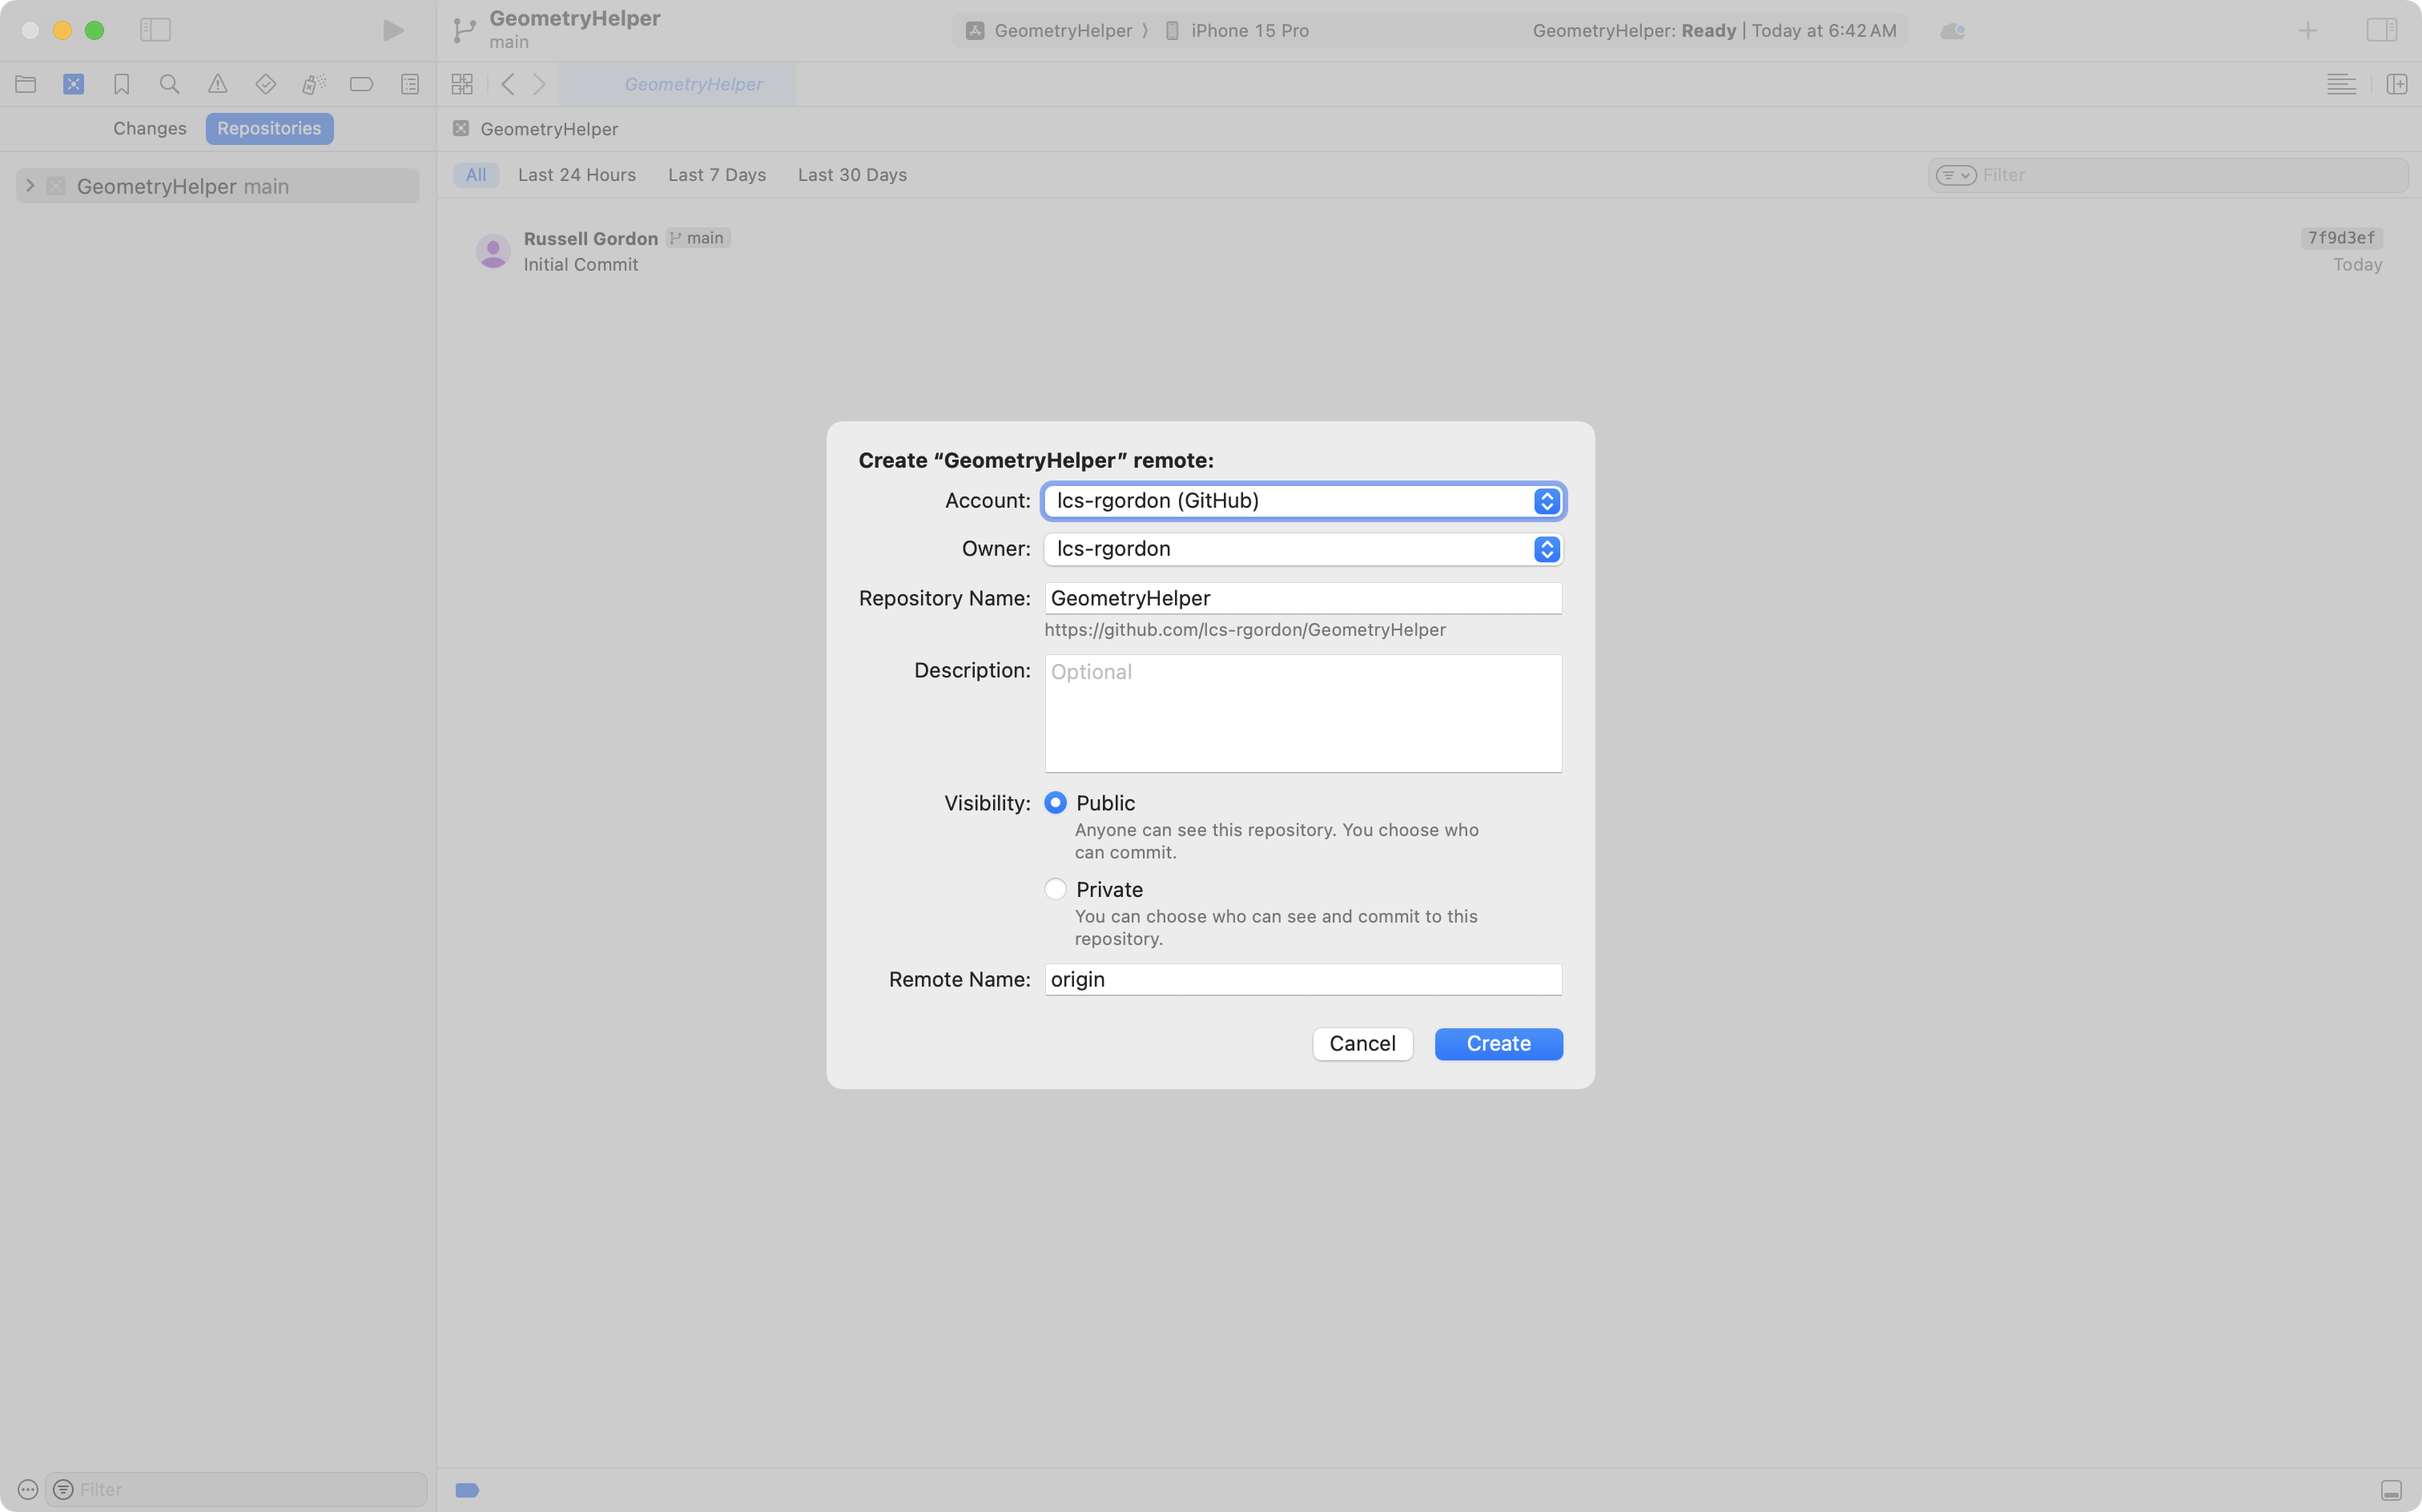 GeometryHelper
main
GeometryHelper
iPhone 15 Pro
GeometryHelper: Ready | Today at 6:42 AM
GeometryHelper
Changes
Repositories
GeometryHelper
GeometryHelper main
All
Last 24 Hours
Last 7 Days
Last 30 Days
Filter
Russell Gordon
main
7f9d3ef
Initial Commit
Today
Create “GeometryHelper” remote:
Account: lcs-rgordon (GitHub)
Owner: lcs-rgordon
Repository Name: GeometryHelper
https://github.com/lcs-rgordon/GeometryHelper
Description: Optional
Visibility: Public
Anyone can see this repository. You choose who
can commit.
Private
You can choose who can see and commit to this
repository.
Remote Name: origin
Cancel
Create
Filter